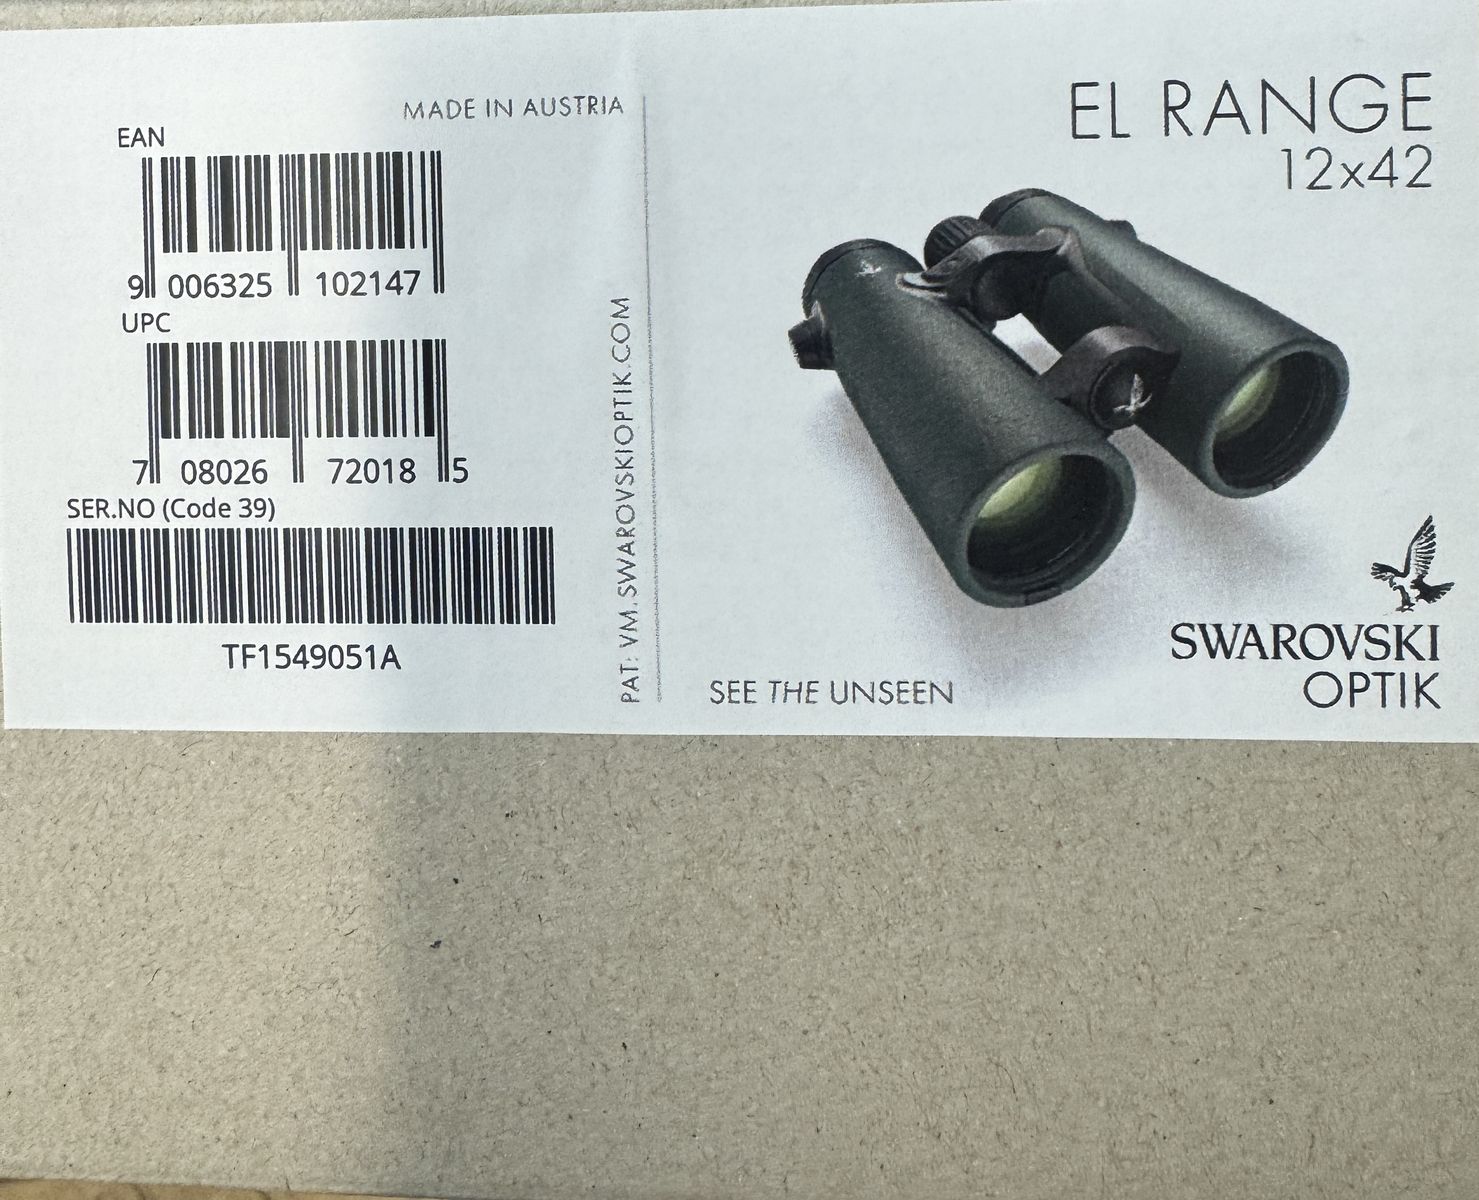 MADE IN AUSTRIA
EAN
9 006325 102147
UPC
7 08026 72018 5
SER.NO (Code 39)
TF1549051A
PAT: VM.SWAROVSKIOPTIK.COM
EL RANGE
12x42
SEE THE UNSEEN
SWAROVSKI
OPTIK